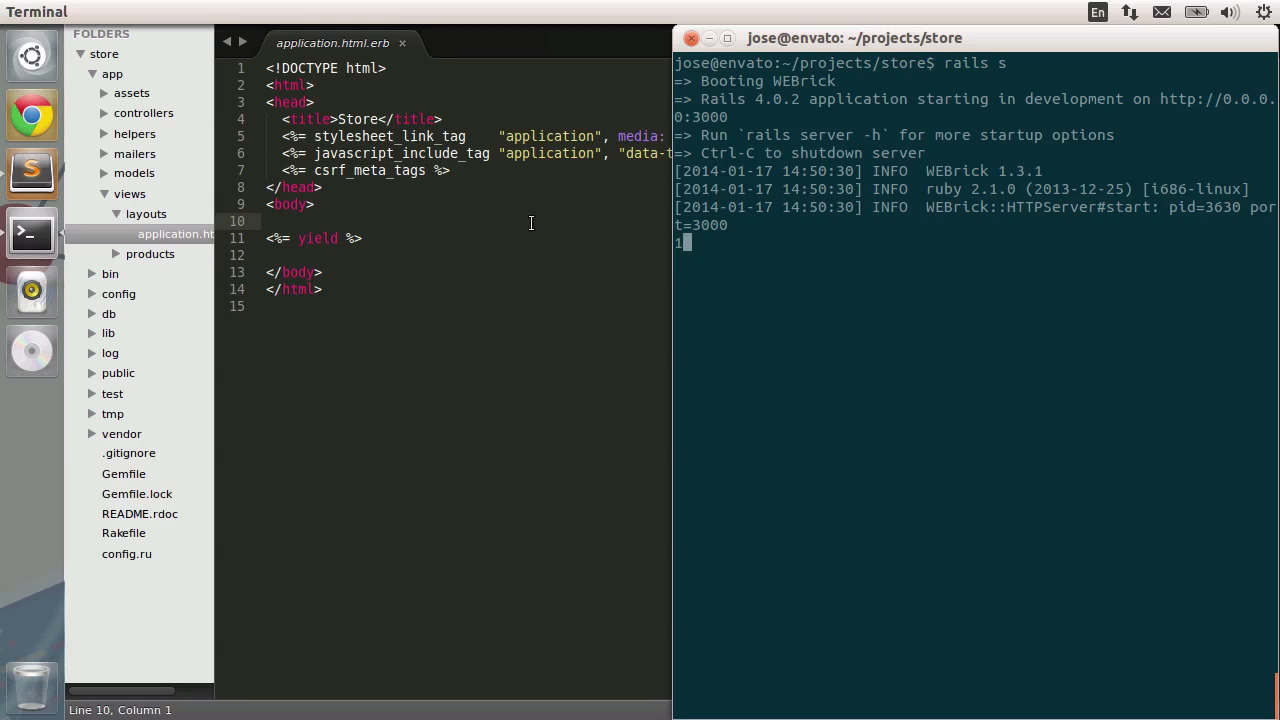 Terminal
En
FOLDERS
store
app
assets
controllers
helpers
mailers
models
views
layouts
application.ht
products
bin
config
db
lib
log
public
test
tmp
vendor
.gitignore
Gemfile
Gemfile.lock
README.rdoc
Rakefile
config.ru
application.html.erb ×
1 <!DOCTYPE html>
2 <html>
3 <head>
4 <title>Store</title>
5 <%= stylesheet_link_tag    "application", media:
6 <%= javascript_include_tag "application", "data-t
7 <%= csrf_meta_tags %>
8 </head>
9 <body>
10
11 <%= yield %>
12
13 </body>
14 </html>
15
Line 10, Column 1
jose@envato: ~/projects/store
jose@envato:~/projects/store$ rails s
=> Booting WEBrick
=> Rails 4.0.2 application starting in development on http://0.0.0.
0:3000
=> Run `rails server -h` for more startup options
=> Ctrl-C to shutdown server
[2014-01-17 14:50:30] INFO  WEBrick 1.3.1
[2014-01-17 14:50:30] INFO  ruby 2.1.0 (2013-12-25) [i686-linux]
[2014-01-17 14:50:30] INFO  WEBrick::HTTPServer#start: pid=3630 por
t=3000
1